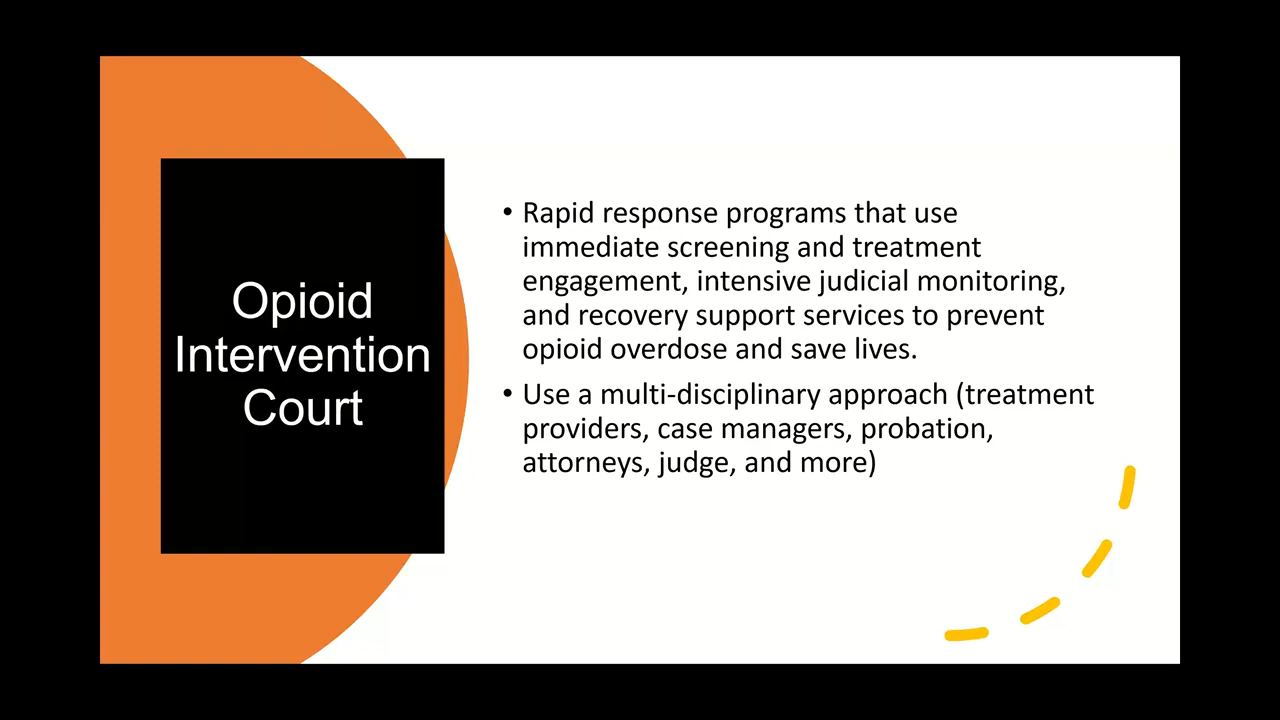 Opioid
Intervention
Court
• Rapid response programs that use
immediate screening and treatment
engagement, intensive judicial monitoring,
and recovery support services to prevent
opioid overdose and save lives.
• Use a multi-disciplinary approach (treatment
providers, case managers, probation,
attorneys, judge, and more)